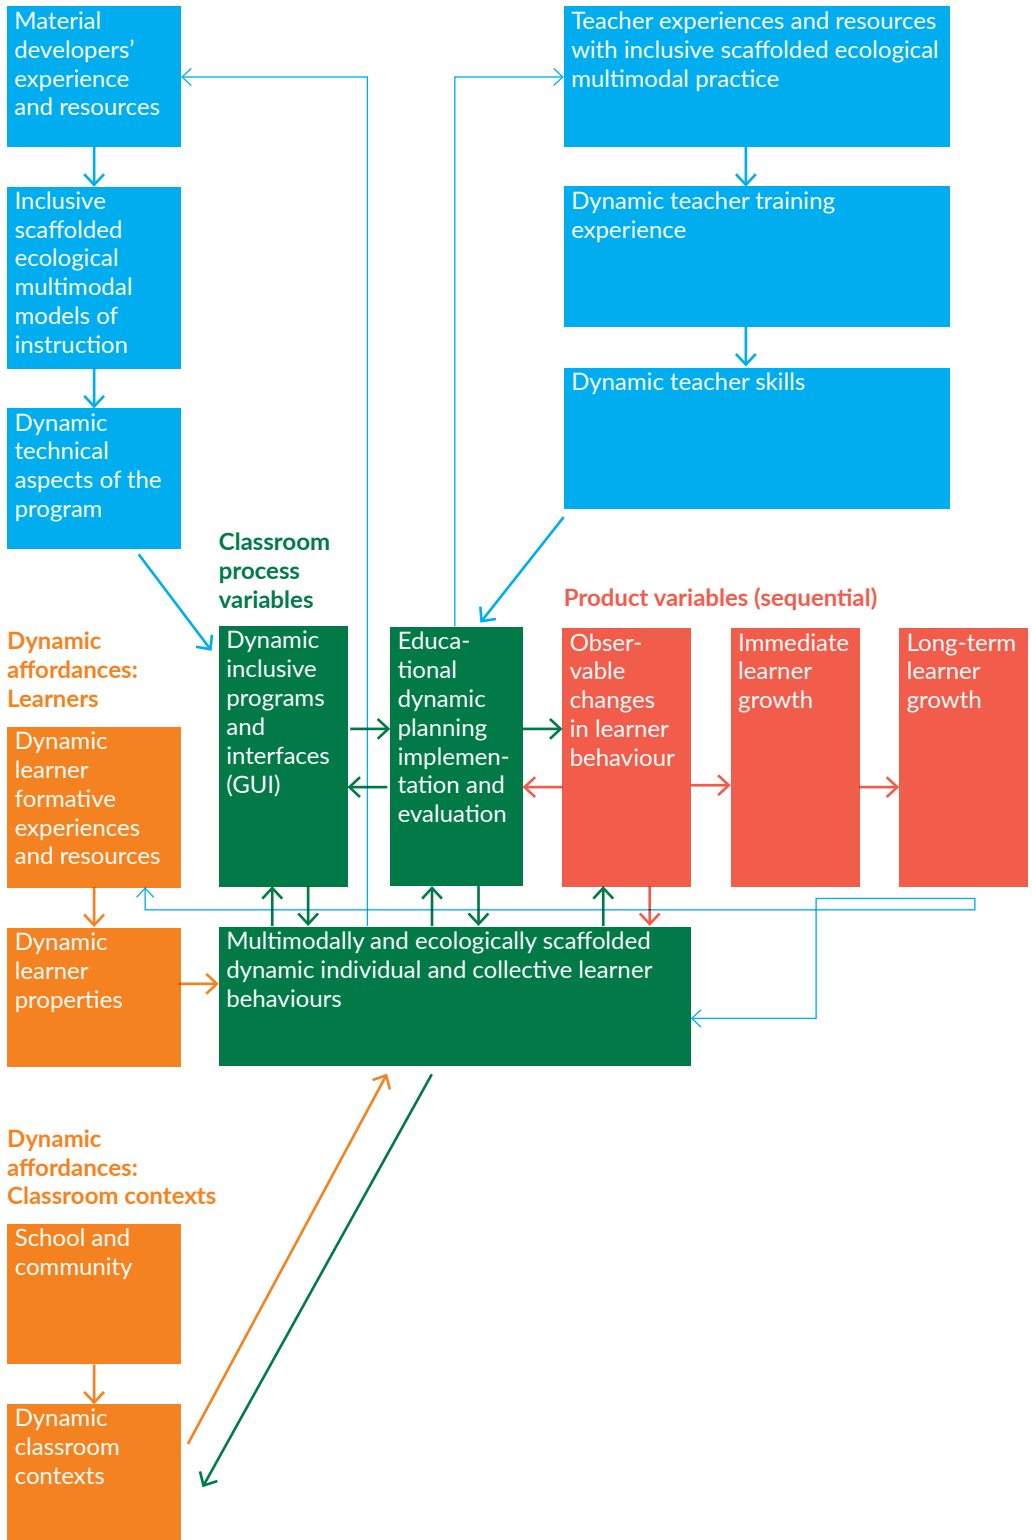 Material
developers’
experience
and resources
Teacher experiences and resources
with inclusive scaffolded ecological
multimodal practice
Inclusive
scaffolded
ecological
multimodal
models of
instruction
Dynamic teacher training
experience
Dynamic
technical
aspects of the
program
Dynamic teacher skills
Classroom
process
variables
Product variables (sequential)
Dynamic
affordances:
Learners
Dynamic
inclusive
programs
and
interfaces
(GUI)
Educa-
tional
dynamic
planning
implemen-
tation and
evaluation
Obser-
vable
changes
in learner
behaviour
Immediate
learner
growth
Long-term
learner
growth
Dynamic
learner
formative
experiences
and resources
Dynamic
learner
properties
Multimodally and ecologically scaffolded
dynamic individual and collective learner
behaviours
Dynamic
affordances:
Classroom contexts
School and
community
Dynamic
classroom
contexts